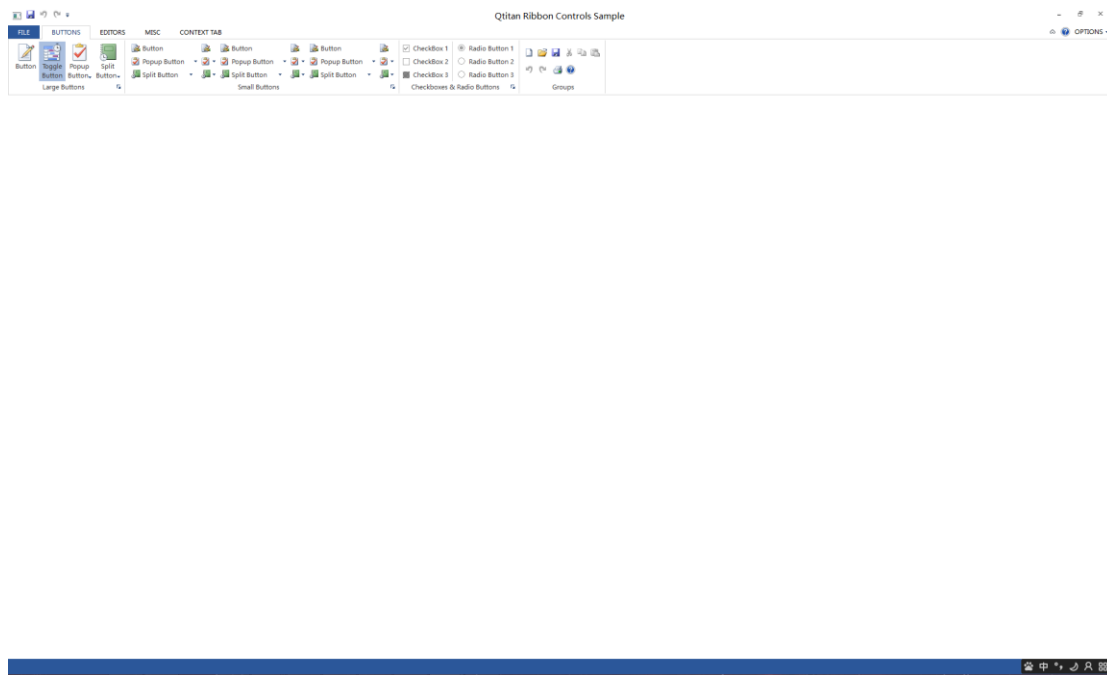 Qtitan Ribbon Controls Sample
FILE BUTTONS EDITORS MISC CONTEXT TAB OPTIONS
Button Toggle Button Popup Button Split Button
Large Buttons
Button Button Button
Popup Button Popup Button Popup Button
Split Button Split Button Split Button
Small Buttons
CheckBox 1 Radio Button 1
CheckBox 2 Radio Button 2
CheckBox 3 Radio Button 3
Checkboxes & Radio Buttons
Groups
中